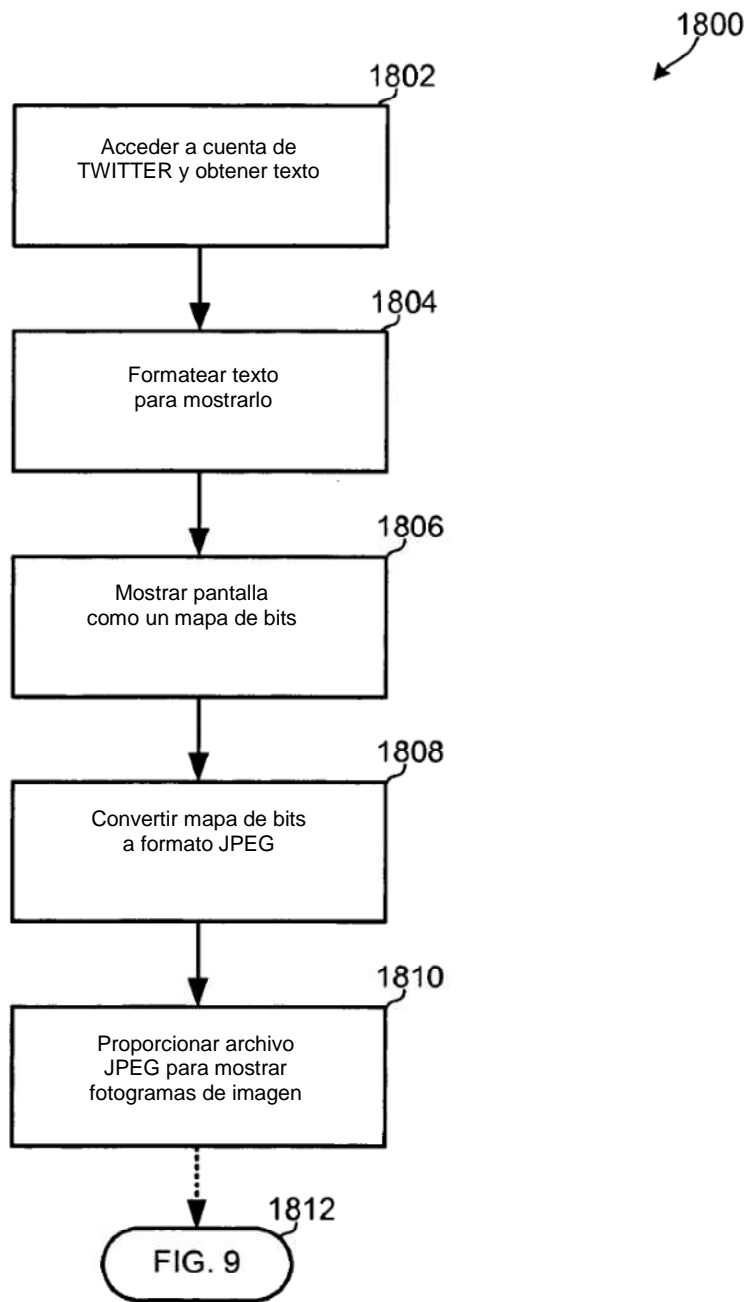 1800
1802
Acceder a cuenta de
TWITTER y obtener texto
1804
Formatear texto
para mostrarlo
1806
Mostrar pantalla
como un mapa de bits
1808
Convertir mapa de bits
a formato JPEG
1810
Proporcionar archivo
JPEG para mostrar
fotogramas de imagen
1812
FIG. 9